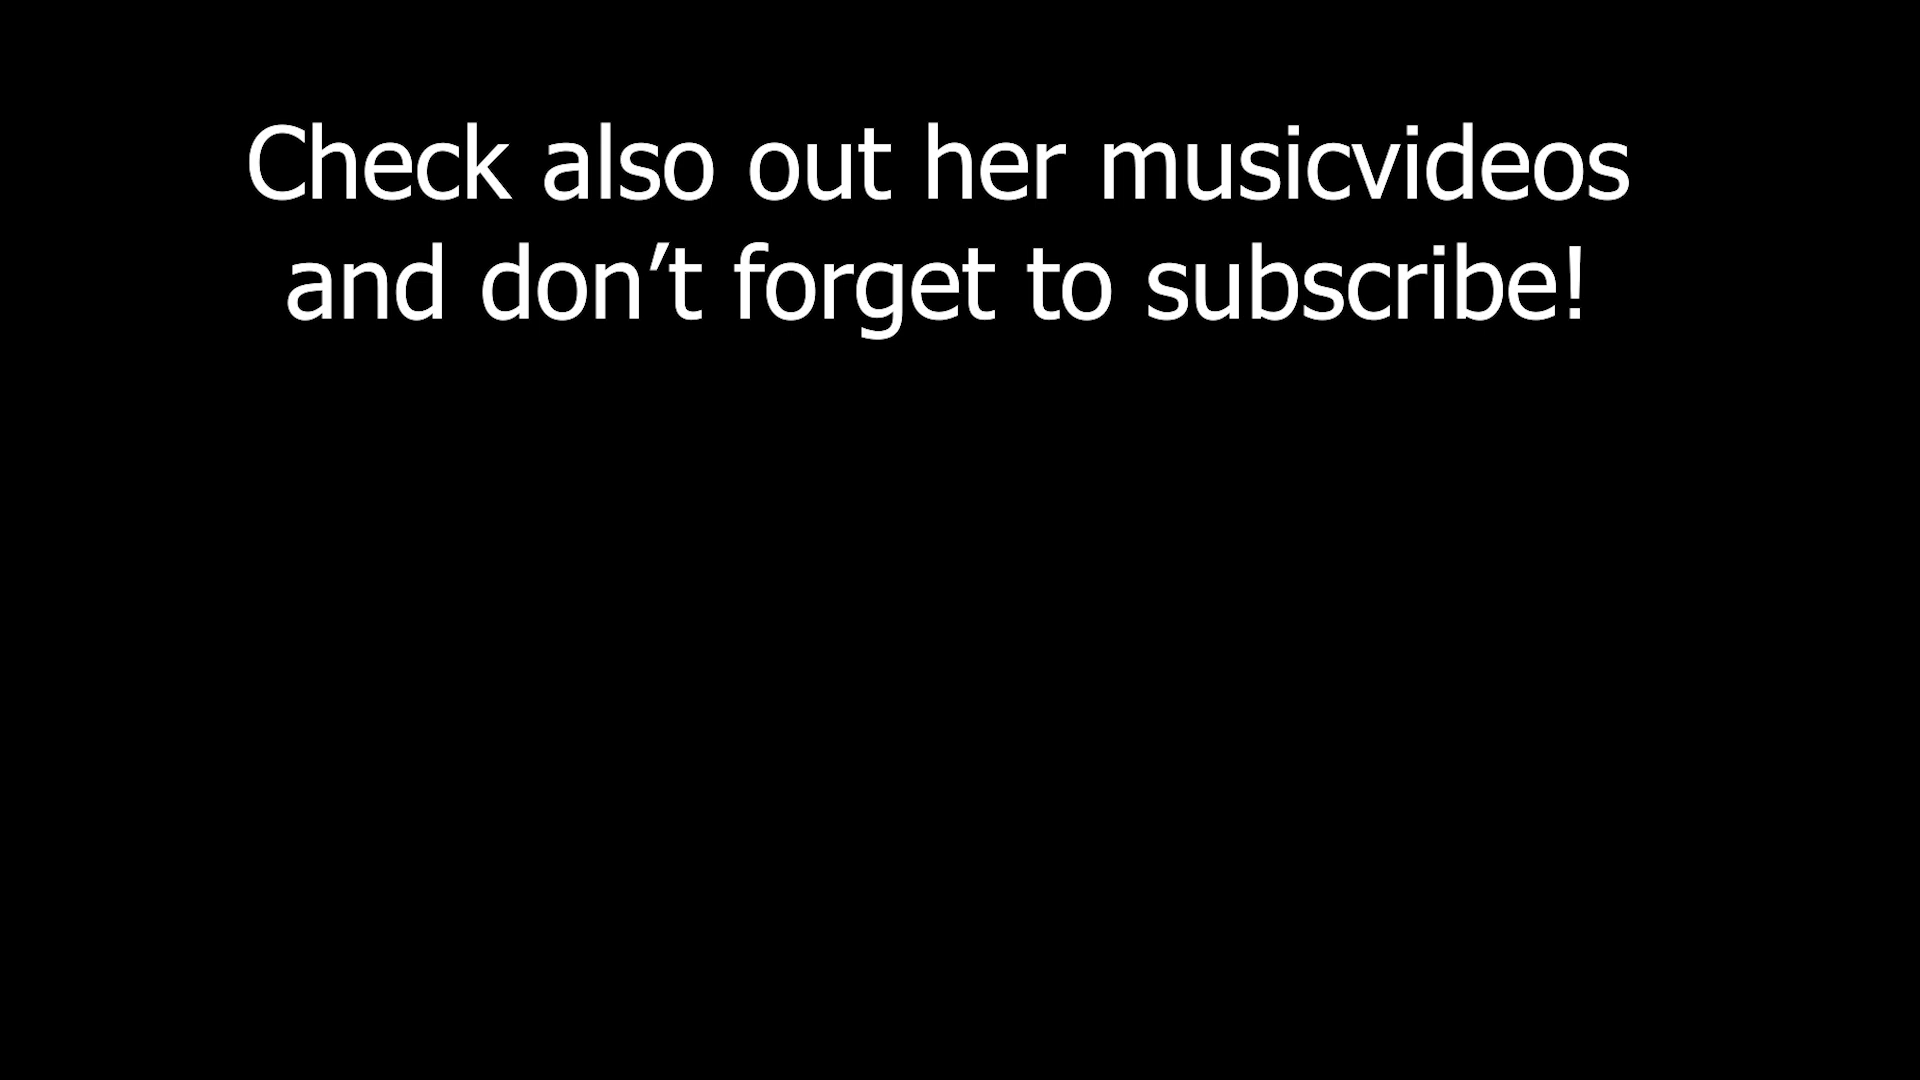 Check also out her musicvideos
and don’t forget to subscribe!